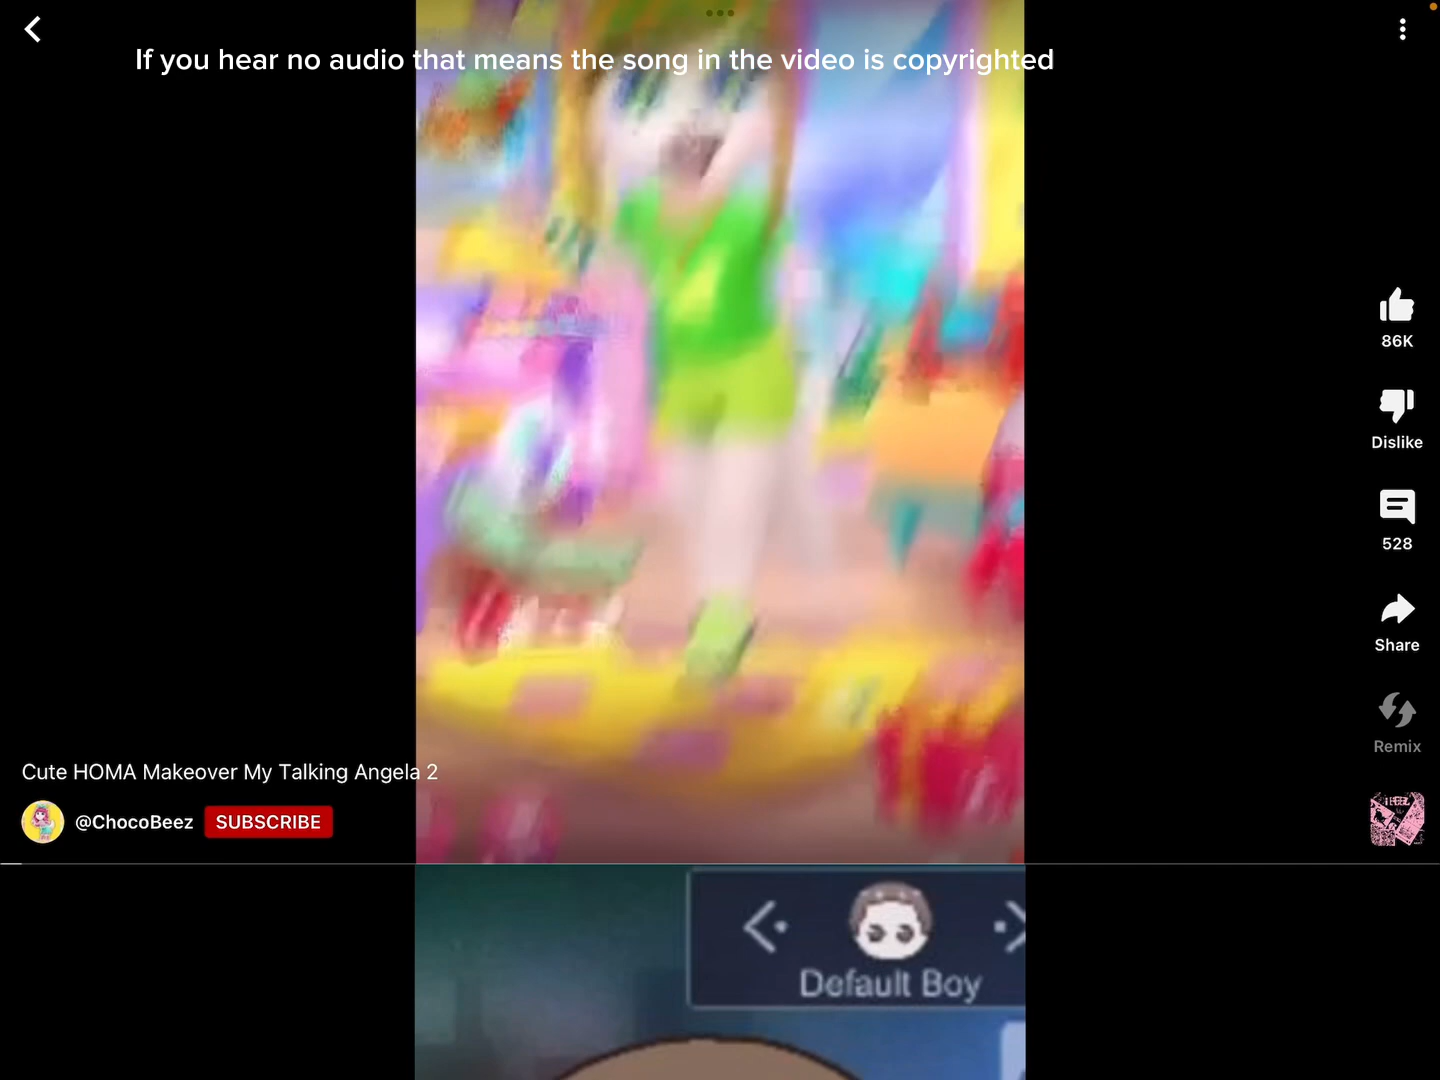 If you hear no audio that means the song in the video is copyrighted
86K
Dislike
528
Share
Remix
Cute HOMA Makeover My Talking Angela 2
@ChocoBeez SUBSCRIBE
Default Boy